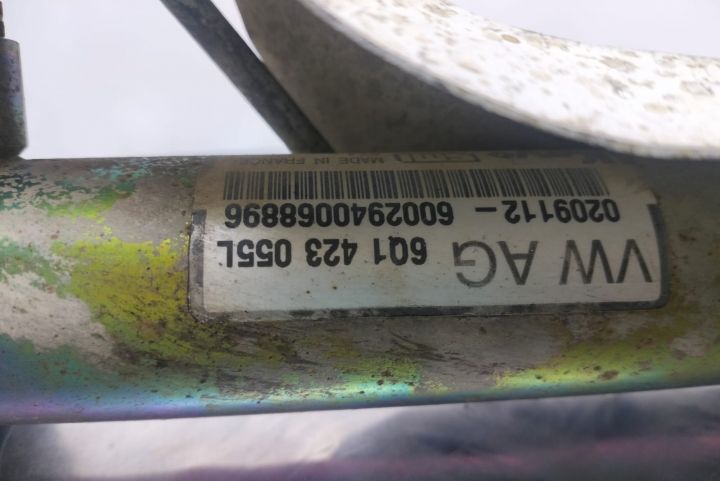 VW AG 6Q1 423 055L
0209112- 6002940068896
MADE IN FRANCE